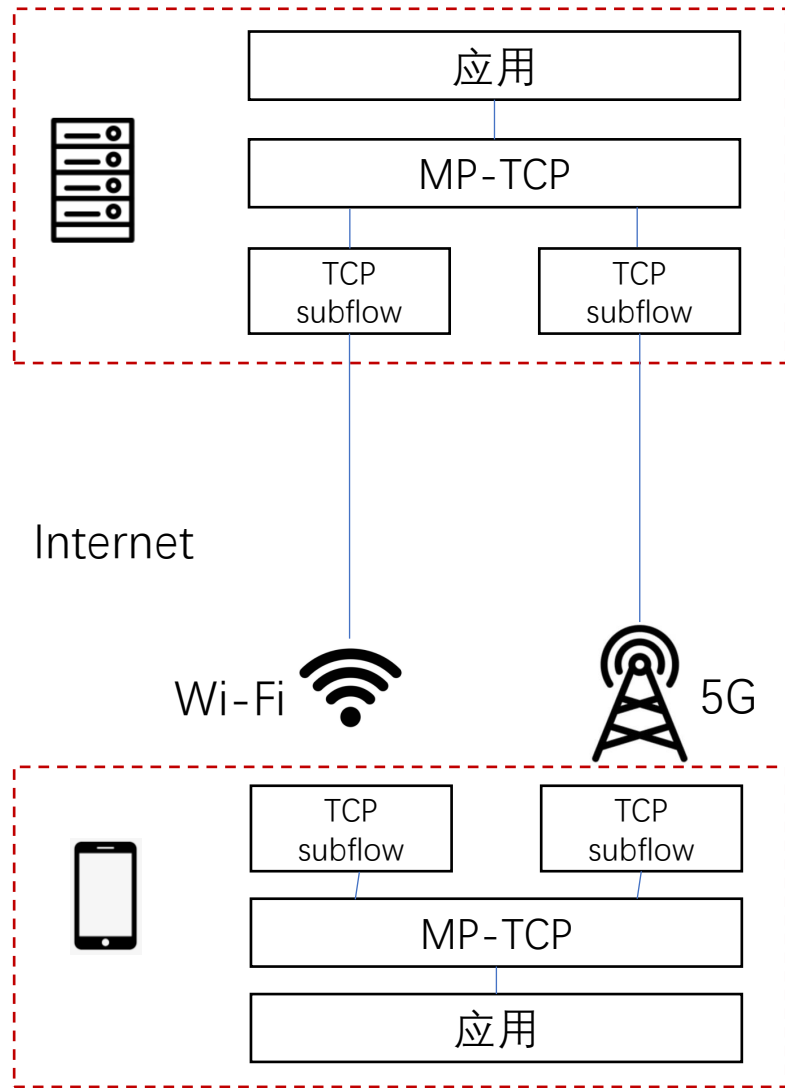 应用
MP-TCP
TCP
subflow
TCP
subflow
Internet
Wi-Fi
5G
TCP
subflow
TCP
subflow
MP-TCP
应用